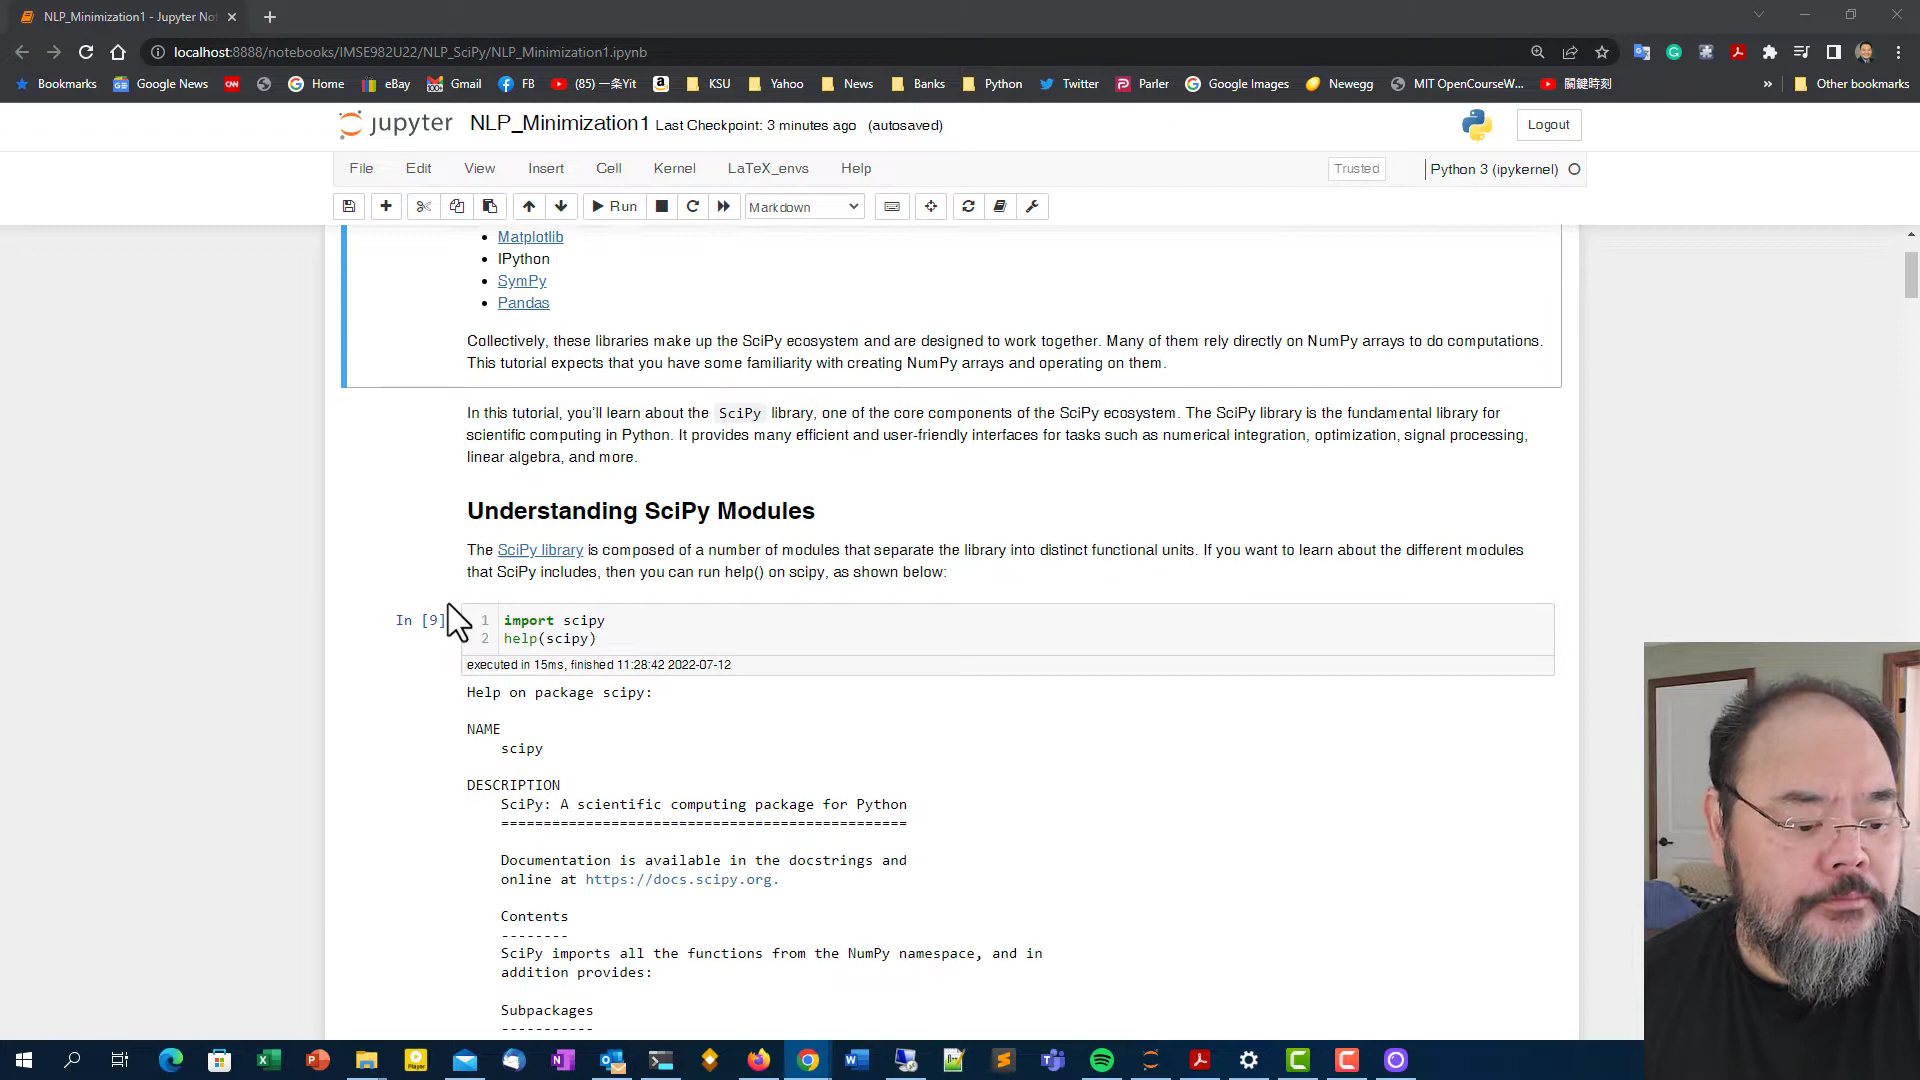 NLP_Minimization1 - Jupyter No
localhost:8888/notebooks/IMSE982U22/NLP_SciPy/NLP_Minimization1.ipynb
Bookmarks Google News CNN Home eBay Gmail FB (85) 一条Yit KSU Yahoo News Banks Python Twitter Parler Google Images Newegg MIT OpenCourseW... 關鍵時刻 » Other bookmarks
jupyter NLP_Minimization1 Last Checkpoint: 3 minutes ago (autosaved) Logout
File Edit View Insert Cell Kernel LaTeX_envs Help Trusted Python 3 (ipykernel)
Run Markdown
Matplotlib
IPython
SymPy
Pandas
Collectively, these libraries make up the SciPy ecosystem and are designed to work together. Many of them rely directly on NumPy arrays to do computations.
This tutorial expects that you have some familiarity with creating NumPy arrays and operating on them.
In this tutorial, you'll learn about the SciPy library, one of the core components of the SciPy ecosystem. The SciPy library is the fundamental library for
scientific computing in Python. It provides many efficient and user-friendly interfaces for tasks such as numerical integration, optimization, signal processing,
linear algebra, and more.
Understanding SciPy Modules
The SciPy library is composed of a number of modules that separate the library into distinct functional units. If you want to learn about the different modules
that SciPy includes, then you can run help() on scipy, as shown below:
In [9] 1 import scipy
2 help(scipy)
executed in 15ms, finished 11:28:42 2022-07-12
Help on package scipy:
NAME
scipy
DESCRIPTION
SciPy: A scientific computing package for Python
================================================
Documentation is available in the docstrings and
online at https://docs.scipy.org.
Contents
--------
SciPy imports all the functions from the NumPy namespace, and in
addition provides:
Subpackages
-----------